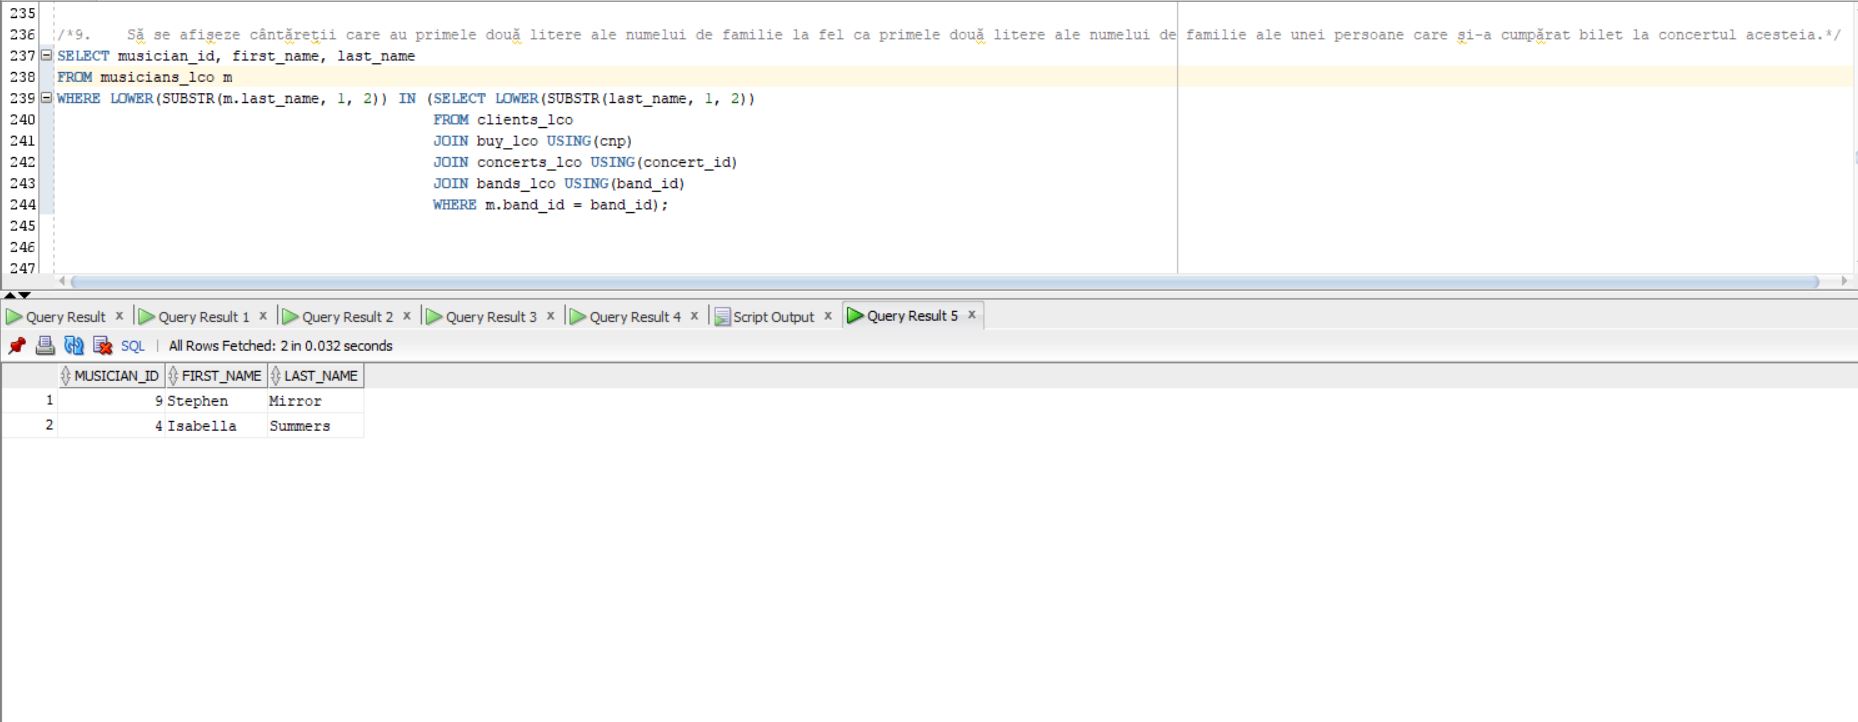 235
236 /*9. Să se afișeze cântăreții care au primele două litere ale numelui de familie la fel ca primele două litere ale numelui de familie ale unei persoane care și-a cumpărat bilet la concertul acesteia.*/
237 SELECT musician_id, first_name, last_name
238 FROM musicians_lco m
239 WHERE LOWER(SUBSTR(m.last_name, 1, 2)) IN (SELECT LOWER(SUBSTR(last_name, 1, 2))
240 FROM clients_lco
241 JOIN buy_lco USING(cnp)
242 JOIN concerts_lco USING(concert_id)
243 JOIN bands_lco USING(band_id)
244 WHERE m.band_id = band_id);
245
246
247
Query Result x Query Result 1 x Query Result 2 x Query Result 3 x Query Result 4 x Script Output x Query Result 5 x
SQL | All Rows Fetched: 2 in 0.032 seconds
MUSICIAN_ID FIRST_NAME LAST_NAME
1 9 Stephen Mirror
2 4 Isabella Summers